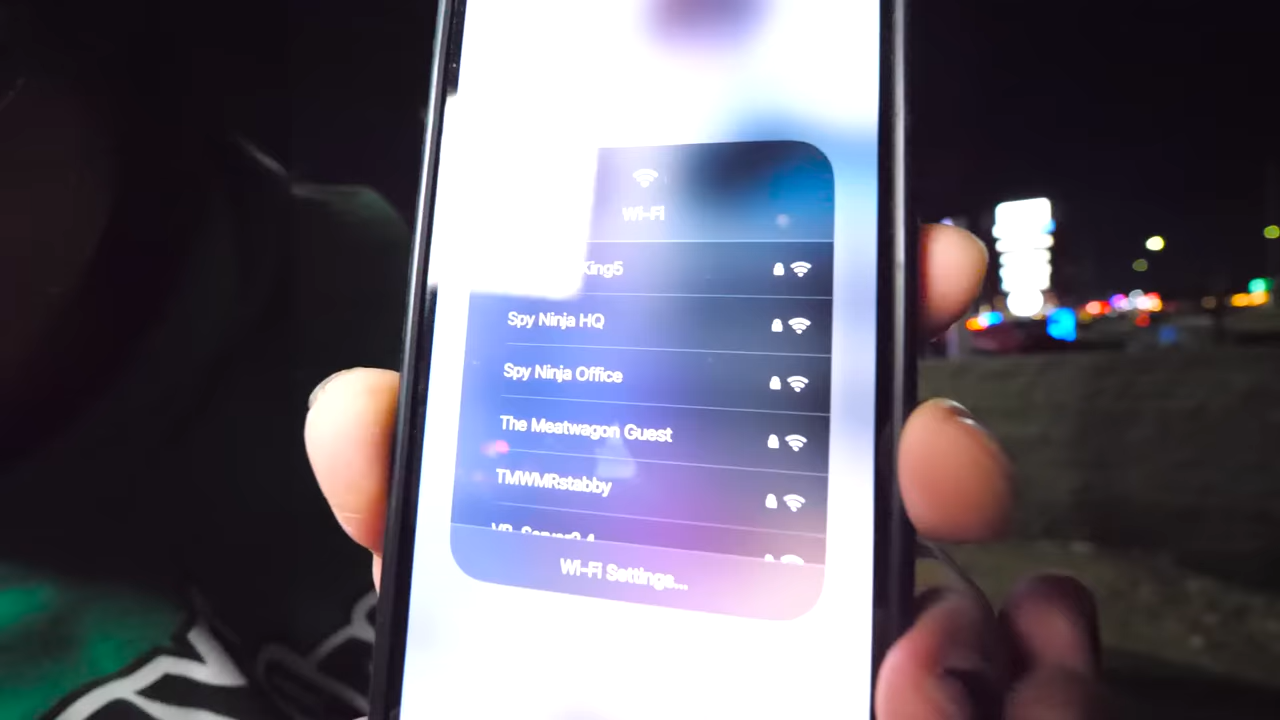 Wi-Fi
King5
Spy Ninja HQ
Spy Ninja Office
The Meatwagon Guest
TMWMRstabby
Wi-Fi Settings...